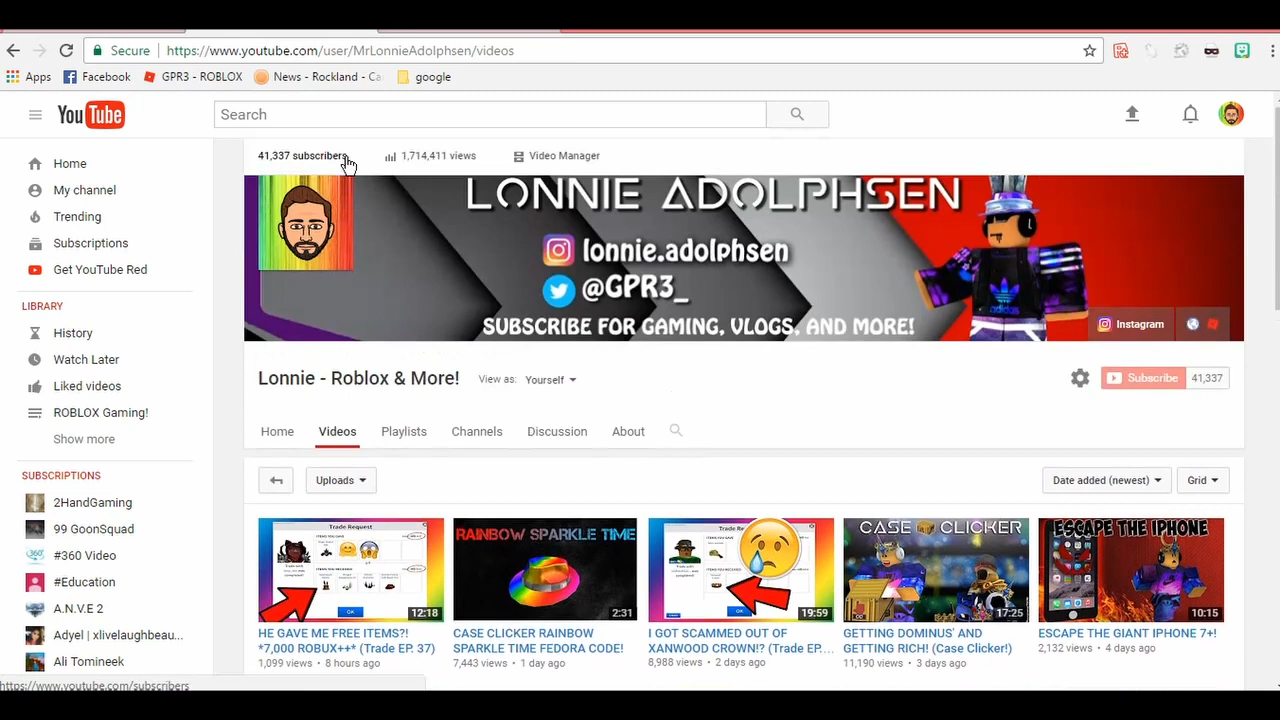 Secure https://www.youtube.com/user/MrLonnieAdolphsen/videos
Apps Facebook GPR3 - ROBLOX News - Rockland - Ca google
YouTube Search
Home
My channel
Trending
Subscriptions
Get YouTube Red
LIBRARY
History
Watch Later
Liked videos
ROBLOX Gaming!
Show more
SUBSCRIPTIONS
2HandGaming
99 GoonSquad
#360 Video
#Education
A.N.V.E 2
Adyel | xlivelaughbeau...
Ali Tomineek
https://www.youtube.com/subscribers
41,337 subscribers 1,714,411 views Video Manager
LONNIE ADOLPHSEN
lonnie.adolphsen
@GPR3_
SUBSCRIBE FOR GAMING, VLOGS, AND MORE!
adidas
Instagram
Lonnie - Roblox & More! View as: Yourself
Subscribe 41,337
Home Videos Playlists Channels Discussion About
Uploads Date added (newest) Grid
Trade Request
OK
12:18
HE GAVE ME FREE ITEMS?!
*7,000 ROBUX++* (Trade EP. 37)
1,099 views • 8 hours ago
RAINBOW SPARKLE TIME
2:31
CASE CLICKER RAINBOW
SPARKLE TIME FEDORA CODE!
7,443 views • 1 day ago
OK
19:59
I GOT SCAMMED OUT OF
XANWOOD CROWN!? (Trade EP....
8,988 views • 2 days ago
CASE CLICKER
17:25
GETTING DOMINUS' AND
GETTING RICH! (Case Clicker!)
11,190 views • 3 days ago
ESCAPE THE IPHONE
10:15
ESCAPE THE GIANT IPHONE 7+!
2,132 views • 4 days ago